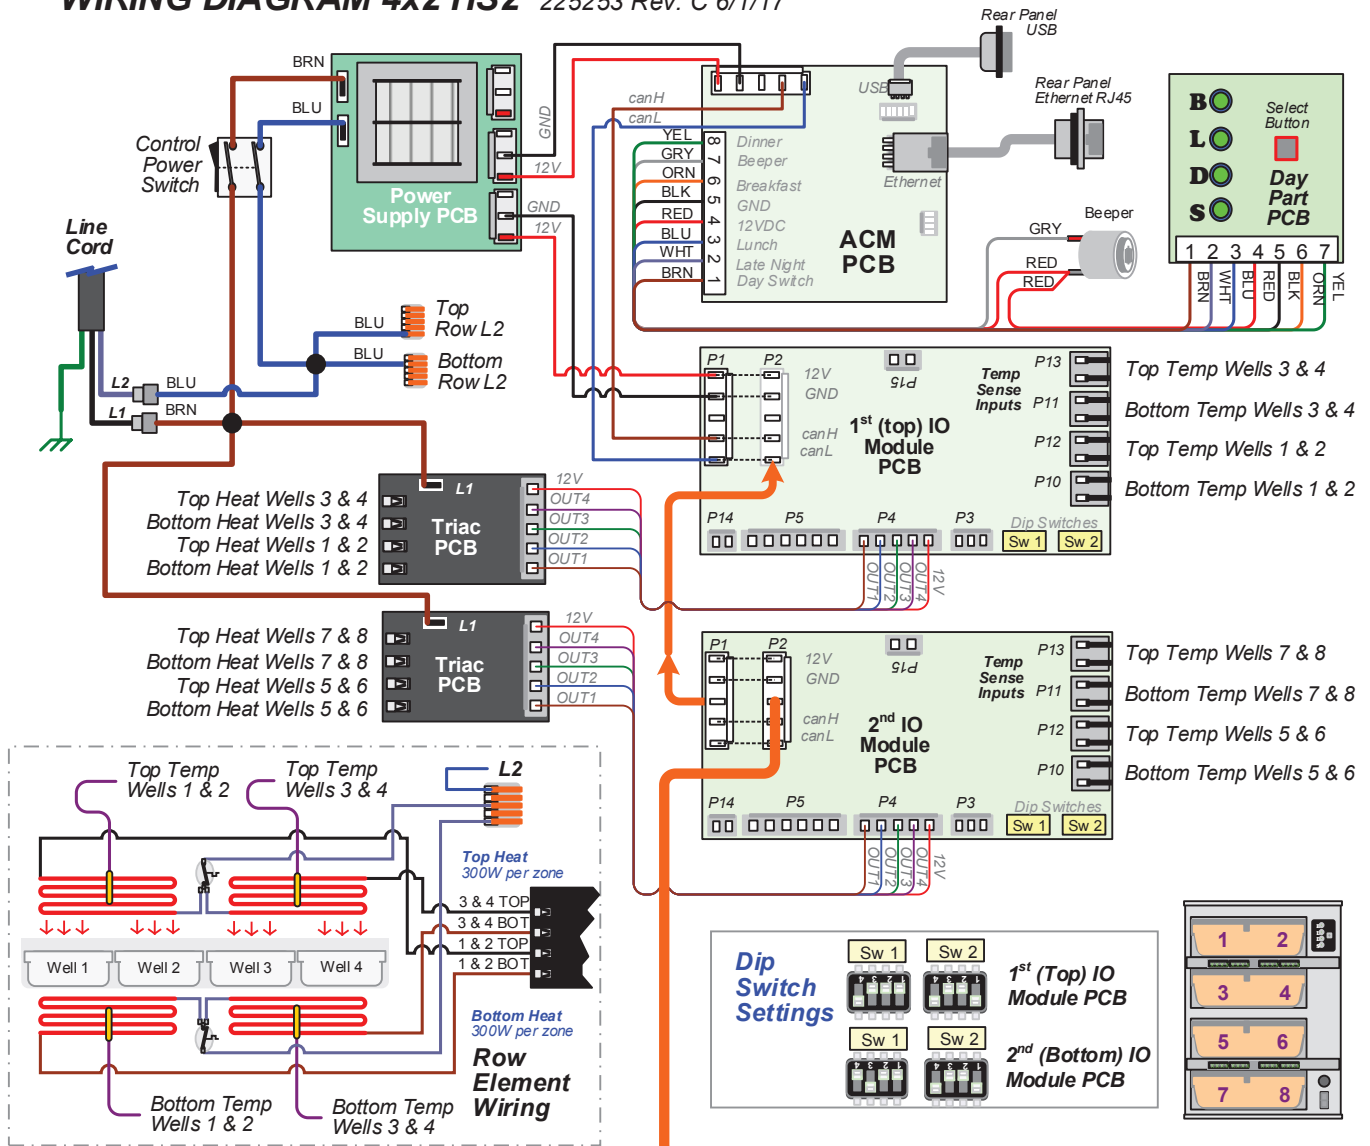 WIRING DIAGRAM 4x2 HS2 225253 Rev. C 6/1/17
Rear Panel
USB
Rear Panel
Ethernet RJ45
BRN
BLU
Control
Power
Switch
Power
Supply PCB
GND
12V
GND
12V
canH
canL
USB
Ethernet
YEL 8 Dinner
GRY 7 Beeper
ORN 6 Breakfast
BLK 5 GND
RED 4 12VDC
BLU 3 Lunch
WHT 2 Late Night
BRN 1 Day Switch
ACM
PCB
Beeper
GRY
RED
RED
B
L
D
S
Select
Button
Day
Part
PCB
1 2 3 4 5 6 7
BRN
WHT
BLU
RED
BLK
ORN
YEL
Line
Cord
BLU
Top
Row L2
BLU
Bottom
Row L2
L2
BLU
L1
BRN
P1 P2
12V
GND
canH
canL
P15
Temp
Sense
Inputs
1st (top) IO
Module
PCB
P13
P11
P12
P10
Top Temp Wells 3 & 4
Bottom Temp Wells 3 & 4
Top Temp Wells 1 & 2
Bottom Temp Wells 1 & 2
P14 P5 P4 P3
Dip Switches
Sw 1 Sw 2
OUT1
OUT2
OUT3
OUT4
12V
Top Heat Wells 3 & 4
Bottom Heat Wells 3 & 4
Top Heat Wells 1 & 2
Bottom Heat Wells 1 & 2
L1
Triac
PCB
12V
OUT4
OUT3
OUT2
OUT1
Top Heat Wells 7 & 8
Bottom Heat Wells 7 & 8
Top Heat Wells 5 & 6
Bottom Heat Wells 5 & 6
L1
Triac
PCB
12V
OUT4
OUT3
OUT2
OUT1
P1 P2
12V
GND
canH
canL
P15
Temp
Sense
Inputs
2nd IO
Module
PCB
P13
P11
P12
P10
Top Temp Wells 7 & 8
Bottom Temp Wells 7 & 8
Top Temp Wells 5 & 6
Bottom Temp Wells 5 & 6
P14 P5 P4 P3
Dip Switches
Sw 1 Sw 2
OUT1
OUT2
OUT3
OUT4
12V
Top Temp
Wells 1 & 2
Top Temp
Wells 3 & 4
L2
Top Heat
300W per zone
3 & 4 TOP
3 & 4 BOT
1 & 2 TOP
1 & 2 BOT
Well 1 Well 2 Well 3 Well 4
Bottom Heat
300W per zone
Row
Element
Wiring
Bottom Temp
Wells 1 & 2
Bottom Temp
Wells 3 & 4
Dip
Switch
Settings
Sw 1 Sw 2
4 3 2 1 4 3 2 1
1st (Top) IO
Module PCB
Sw 1 Sw 2
4 3 2 1 4 3 2 1
2nd (Bottom) IO
Module PCB
1 2
3 4
5 6
7 8